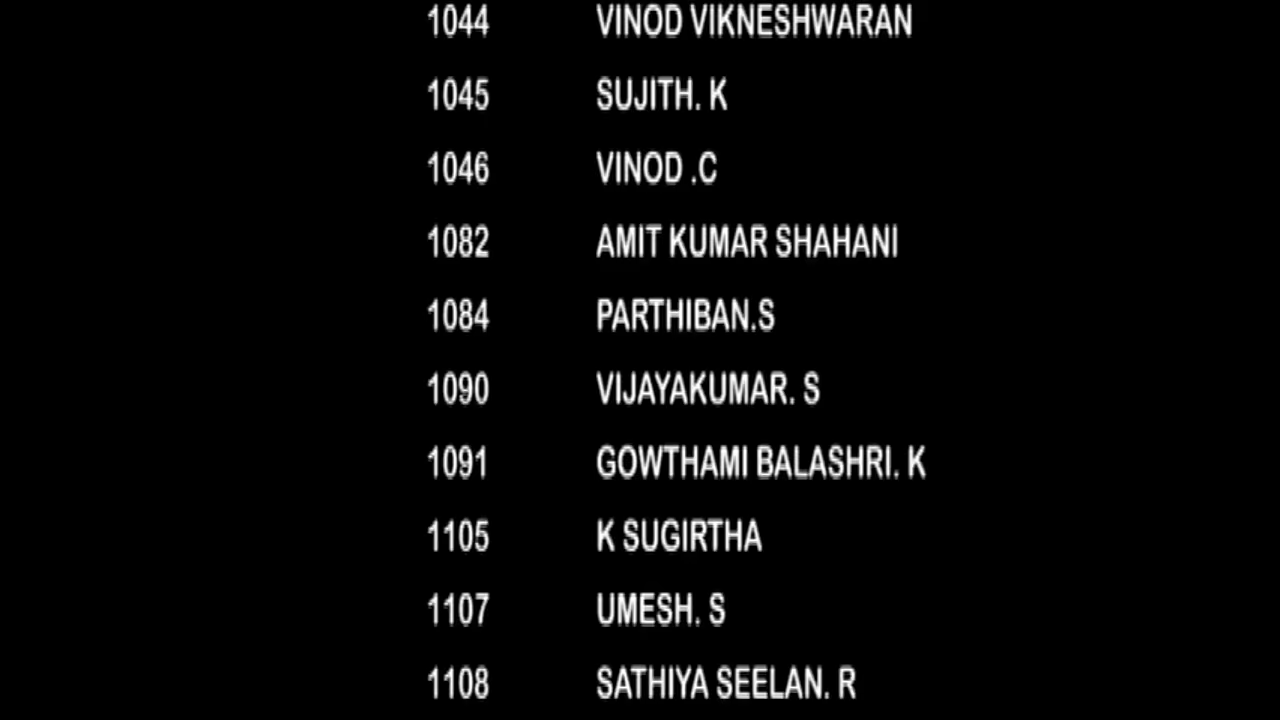 1044 VINOD VIKNESHWARAN
1045 SUJITH. K
1046 VINOD .C
1082 AMIT KUMAR SHAHANI
1084 PARTHIBAN.S
1090 VIJAYAKUMAR. S
1091 GOWTHAMI BALASHRI. K
1105 K SUGIRTHA
1107 UMESH. S
1108 SATHIYA SEELAN. R